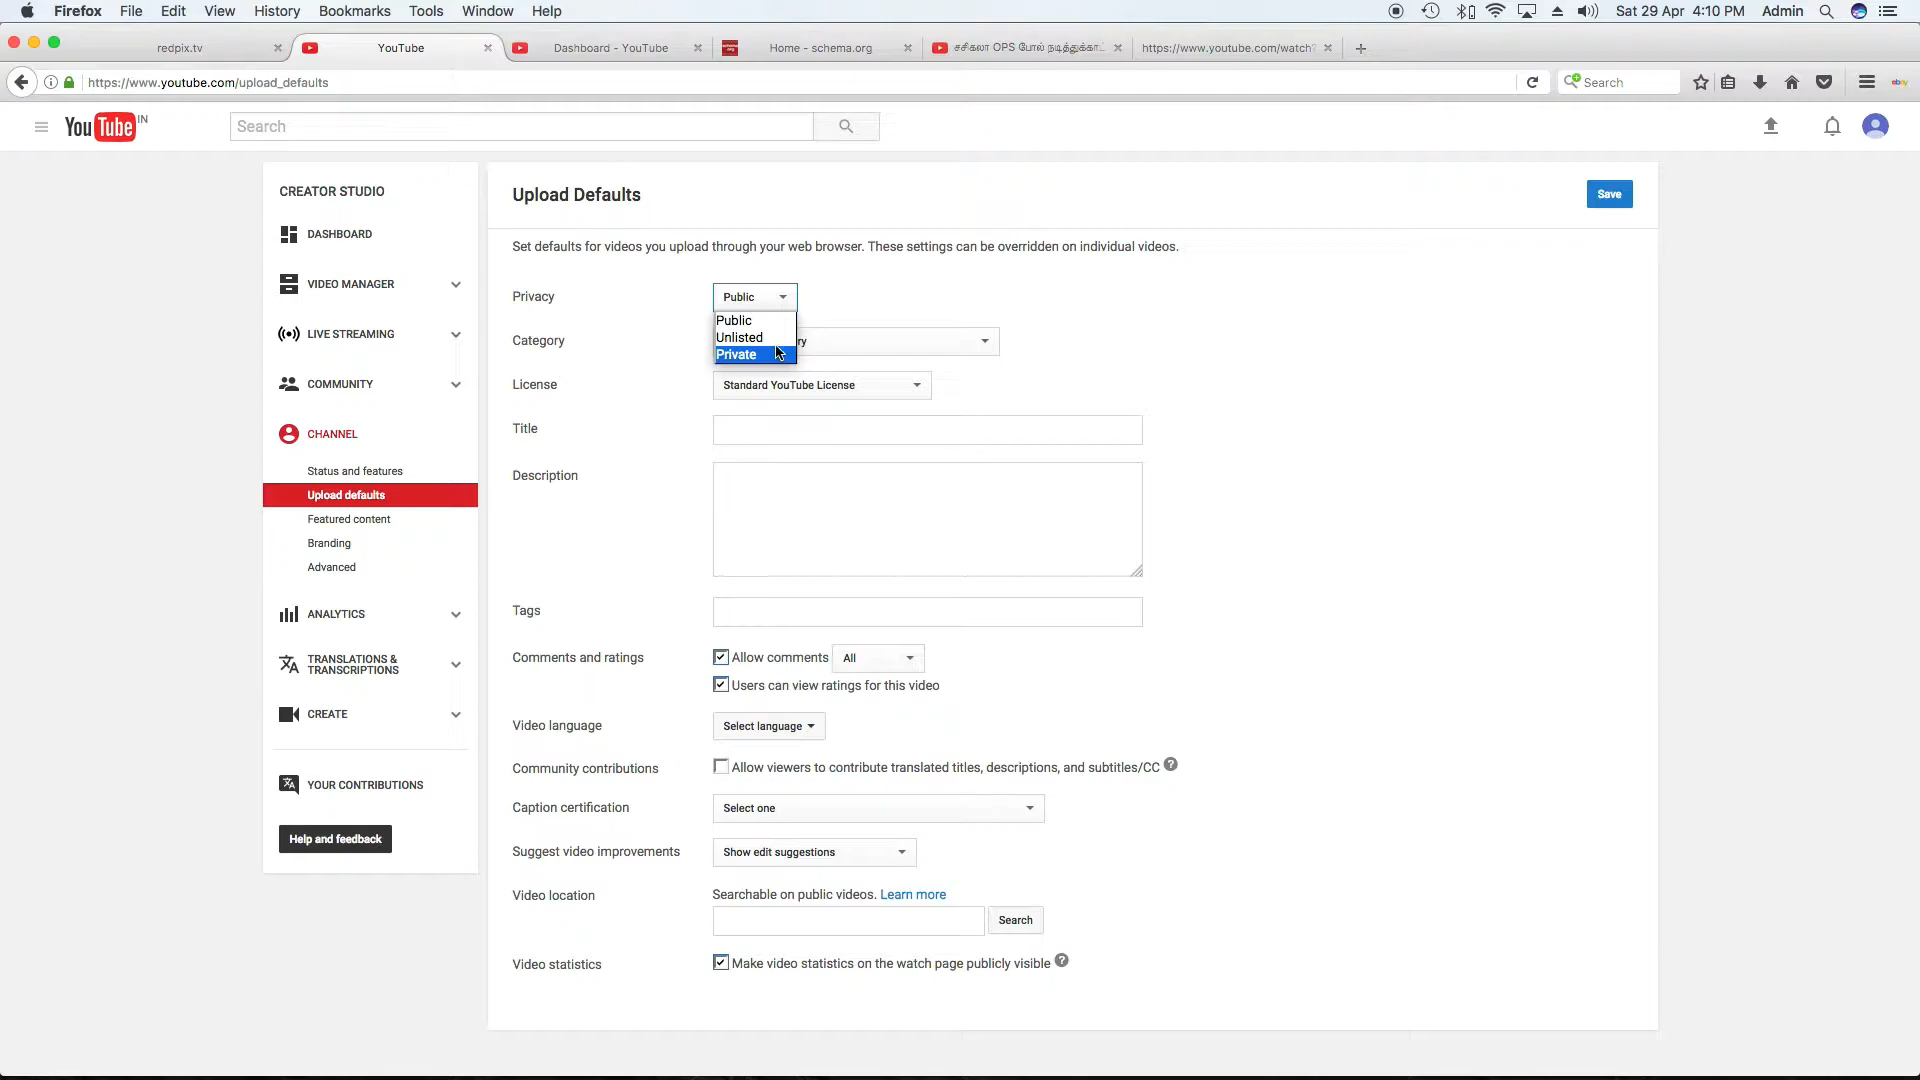 Firefox File Edit View History Bookmarks Tools Window Help Sat 29 Apr 4:10 PM Admin
redpix.tv YouTube Dashboard - YouTube Home - schema.org சசிகலா OPS போல் நடித்துக்காட் https://www.youtube.com/watch?
https://www.youtube.com/upload_defaults Search ebay
YouTube IN Search
CREATOR STUDIO
DASHBOARD
VIDEO MANAGER
LIVE STREAMING
COMMUNITY
CHANNEL
Status and features
Upload defaults
Featured content
Branding
Advanced
ANALYTICS
TRANSLATIONS &
TRANSCRIPTIONS
CREATE
YOUR CONTRIBUTIONS
Help and feedback
Upload Defaults Save
Set defaults for videos you upload through your web browser. These settings can be overridden on individual videos.
Privacy Public
Public
Unlisted
Private
Category ry
License Standard YouTube License
Title
Description
Tags
Comments and ratings Allow comments All
Users can view ratings for this video
Video language Select language
Community contributions Allow viewers to contribute translated titles, descriptions, and subtitles/CC ?
Caption certification Select one
Suggest video improvements Show edit suggestions
Video location Searchable on public videos. Learn more
Search
Video statistics Make video statistics on the watch page publicly visible ?